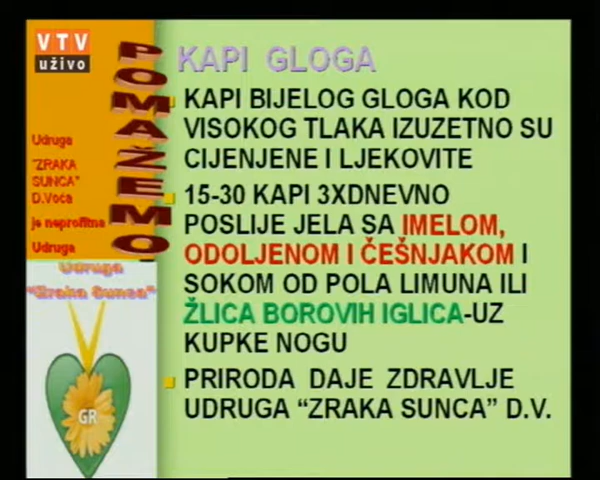 VTV
uživo
POMAŽEMO
Udruga
"ZRAKA
SUNCA"
D.Voća
je neprofitna
Udruga
Udruga
"Zraka Sunca"
GR
KAPI GLOGA
KAPI BIJELOG GLOGA KOD
VISOKOG TLAKA IZUZETNO SU
CIJENJENE I LJEKOVITE
15-30 KAPI 3XDNEVNO
POSLIJE JELA SA IMELOM,
ODOLJENOM I ČEŠNJAKOM I
SOKOM OD POLA LIMUNA ILI
ŽLICA BOROVIH IGLICA-UZ
KUPKE NOGU
PRIRODA DAJE ZDRAVLJE
UDRUGA “ZRAKA SUNCA” D.V.